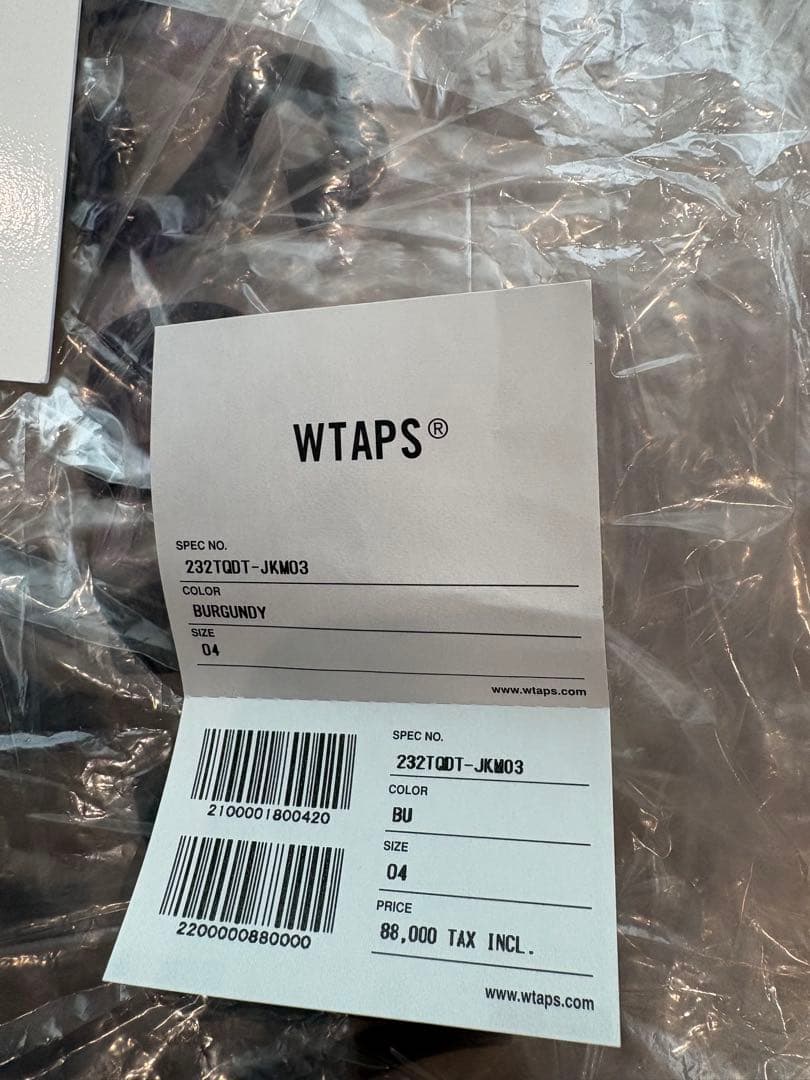 WTAPS®
SPEC NO.
232TQDT-JKM03
COLOR
BURGUNDY
SIZE
04
www.wtaps.com
SPEC NO.
232TQDT-JKM03
COLOR
BU
SIZE
04
PRICE
88,000 TAX INCL.
www.wtaps.com
2100001800420
2200000880000